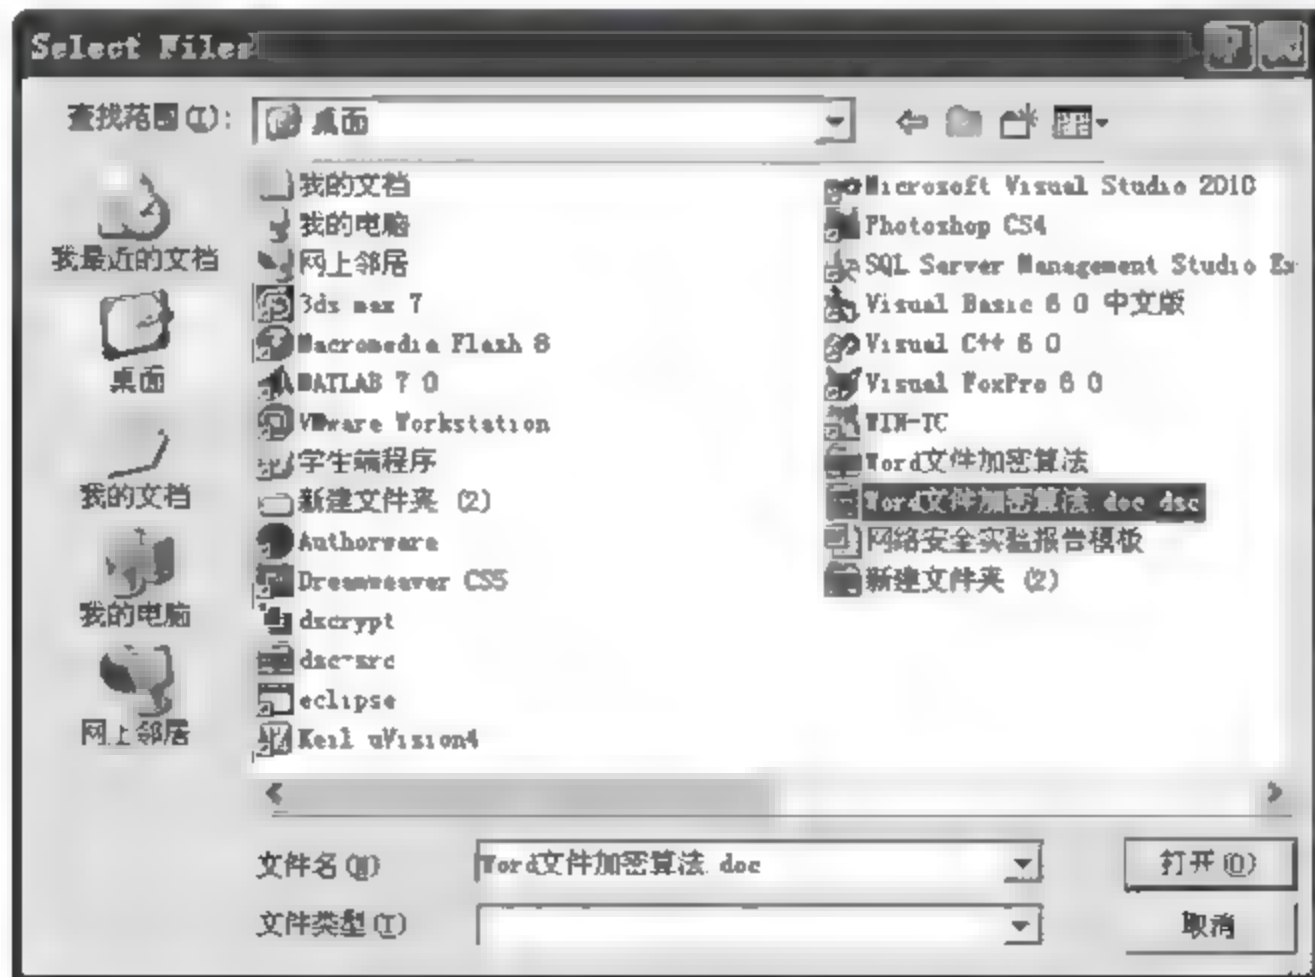 Select Files
查找范围(I): 桌面
我最近的文档
桌面
我的文档
我的电脑
网上邻居
我的文档
我的电脑
网上邻居
3ds max 7
Macromedia Flash 8
MATLAB 7 0
VMware Workstation
学生端程序
新建文件夹 (2)
Authorware
Dreamweaver CS5
dscrypt
dsc-src
eclipse
Keil uVision4
Microsoft Visual Studio 2010
Photoshop CS4
SQL Server Management Studio Ex
Visual Basic 6 0 中文版
Visual C++ 6 0
Visual FoxPro 6 0
WIN-TC
Word文件加密算法
Word文件加密算法.doc dsc
网络安全实验报告模板
新建文件夹 (2)
文件名(N) Word文件加密算法.doc 打开(O)
文件类型(T) 取消